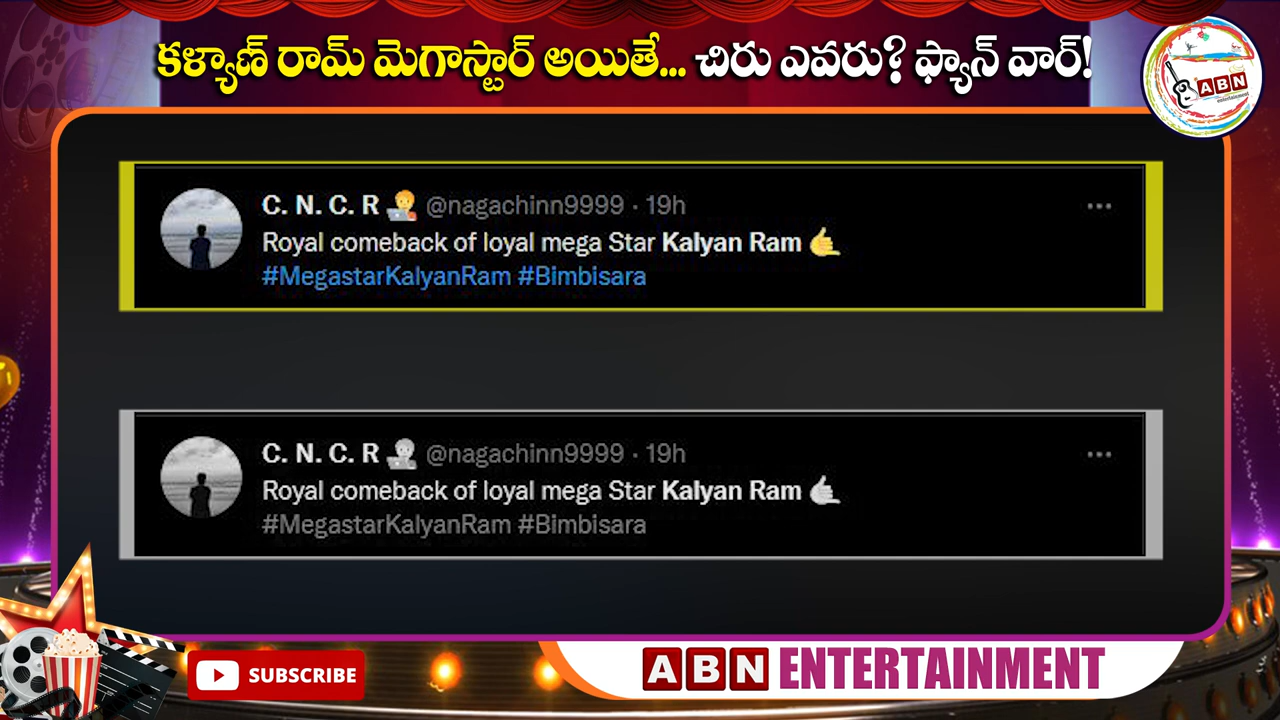 కళ్యాణ్ రామ్ మెగాస్టార్ అయితే... చిరు ఎవరు? ఫ్యాన్ వార్!
ABN
entertainment
C. N. C. R @nagachinn9999 · 19h
Royal comeback of loyal mega Star Kalyan Ram
#MegastarKalyanRam #Bimbisara
C. N. C. R @nagachinn9999 · 19h
Royal comeback of loyal mega Star Kalyan Ram
#MegastarKalyanRam #Bimbisara
SUBSCRIBE
ABN ENTERTAINMENT